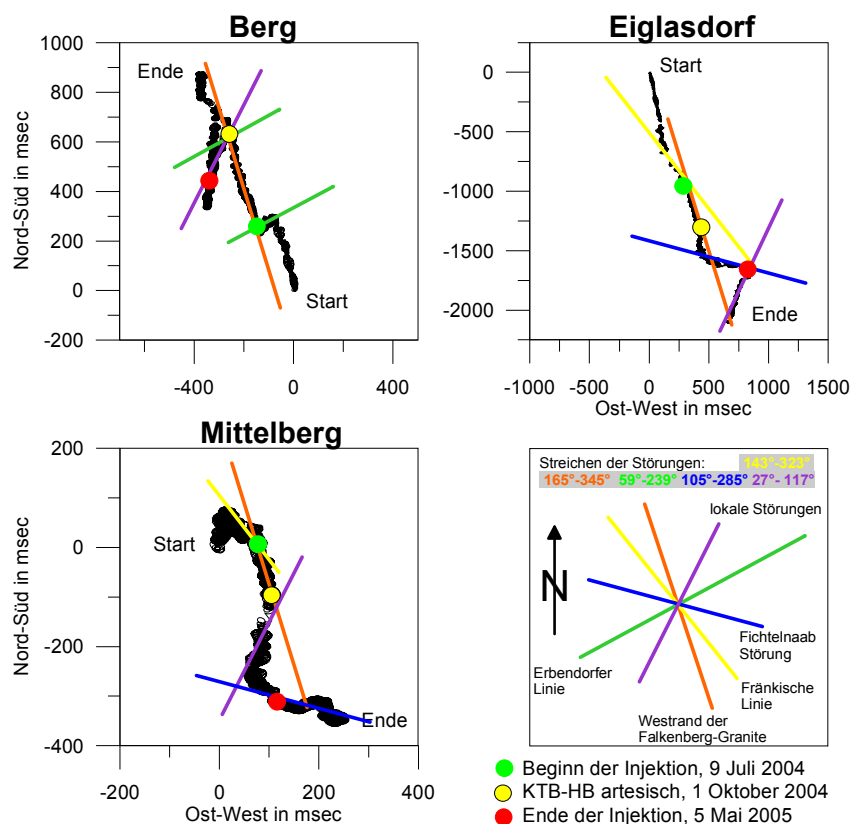 Berg
Eiglasdorf
1000
800
600
400
200
0
-200
Nord-Süd in msec
Ende
Start
-400
0
400
0
-500
-1000
-1500
-2000
Start
Ende
-1000
-500
0
500
1000
1500
Ost-West in msec
Mittelberg
200
0
-200
-400
Nord-Süd in msec
Start
Ende
-200
0
200
400
Ost-West in msec
Streichen der Störungen: 143°-323°
165°-345° 59°-239° 105°-285° 27°- 117°
lokale Störungen
N
Fichtelnaab
Störung
Erbendorfer
Linie
Fränkische
Linie
Westrand der
Falkenberg-Granite
Beginn der Injektion, 9 Juli 2004
KTB-HB artesisch, 1 Oktober 2004
Ende der Injektion, 5 Mai 2005